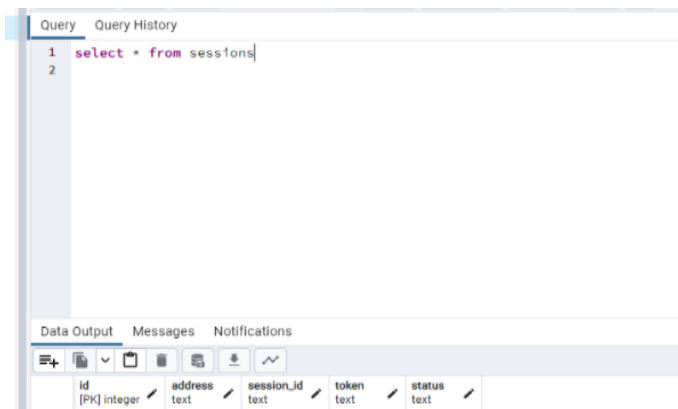 Query Query History
1 select * from sessions
2
Data Output Messages Notifications
id address session_id token status
[PK] integer text text text text